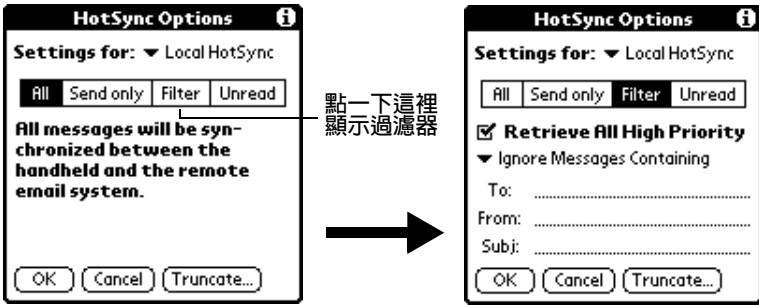 HotSync Options
Settings for: Local HotSync
All Send only Filter Unread
All messages will be syn-
chronized between the
handheld and the remote
email system.
OK Cancel Truncate...
點一下這裡
顯示過濾器
HotSync Options
Settings for: Local HotSync
All Send only Filter Unread
Retrieve All High Priority
Ignore Messages Containing
To:
From:
Subj:
OK Cancel Truncate...